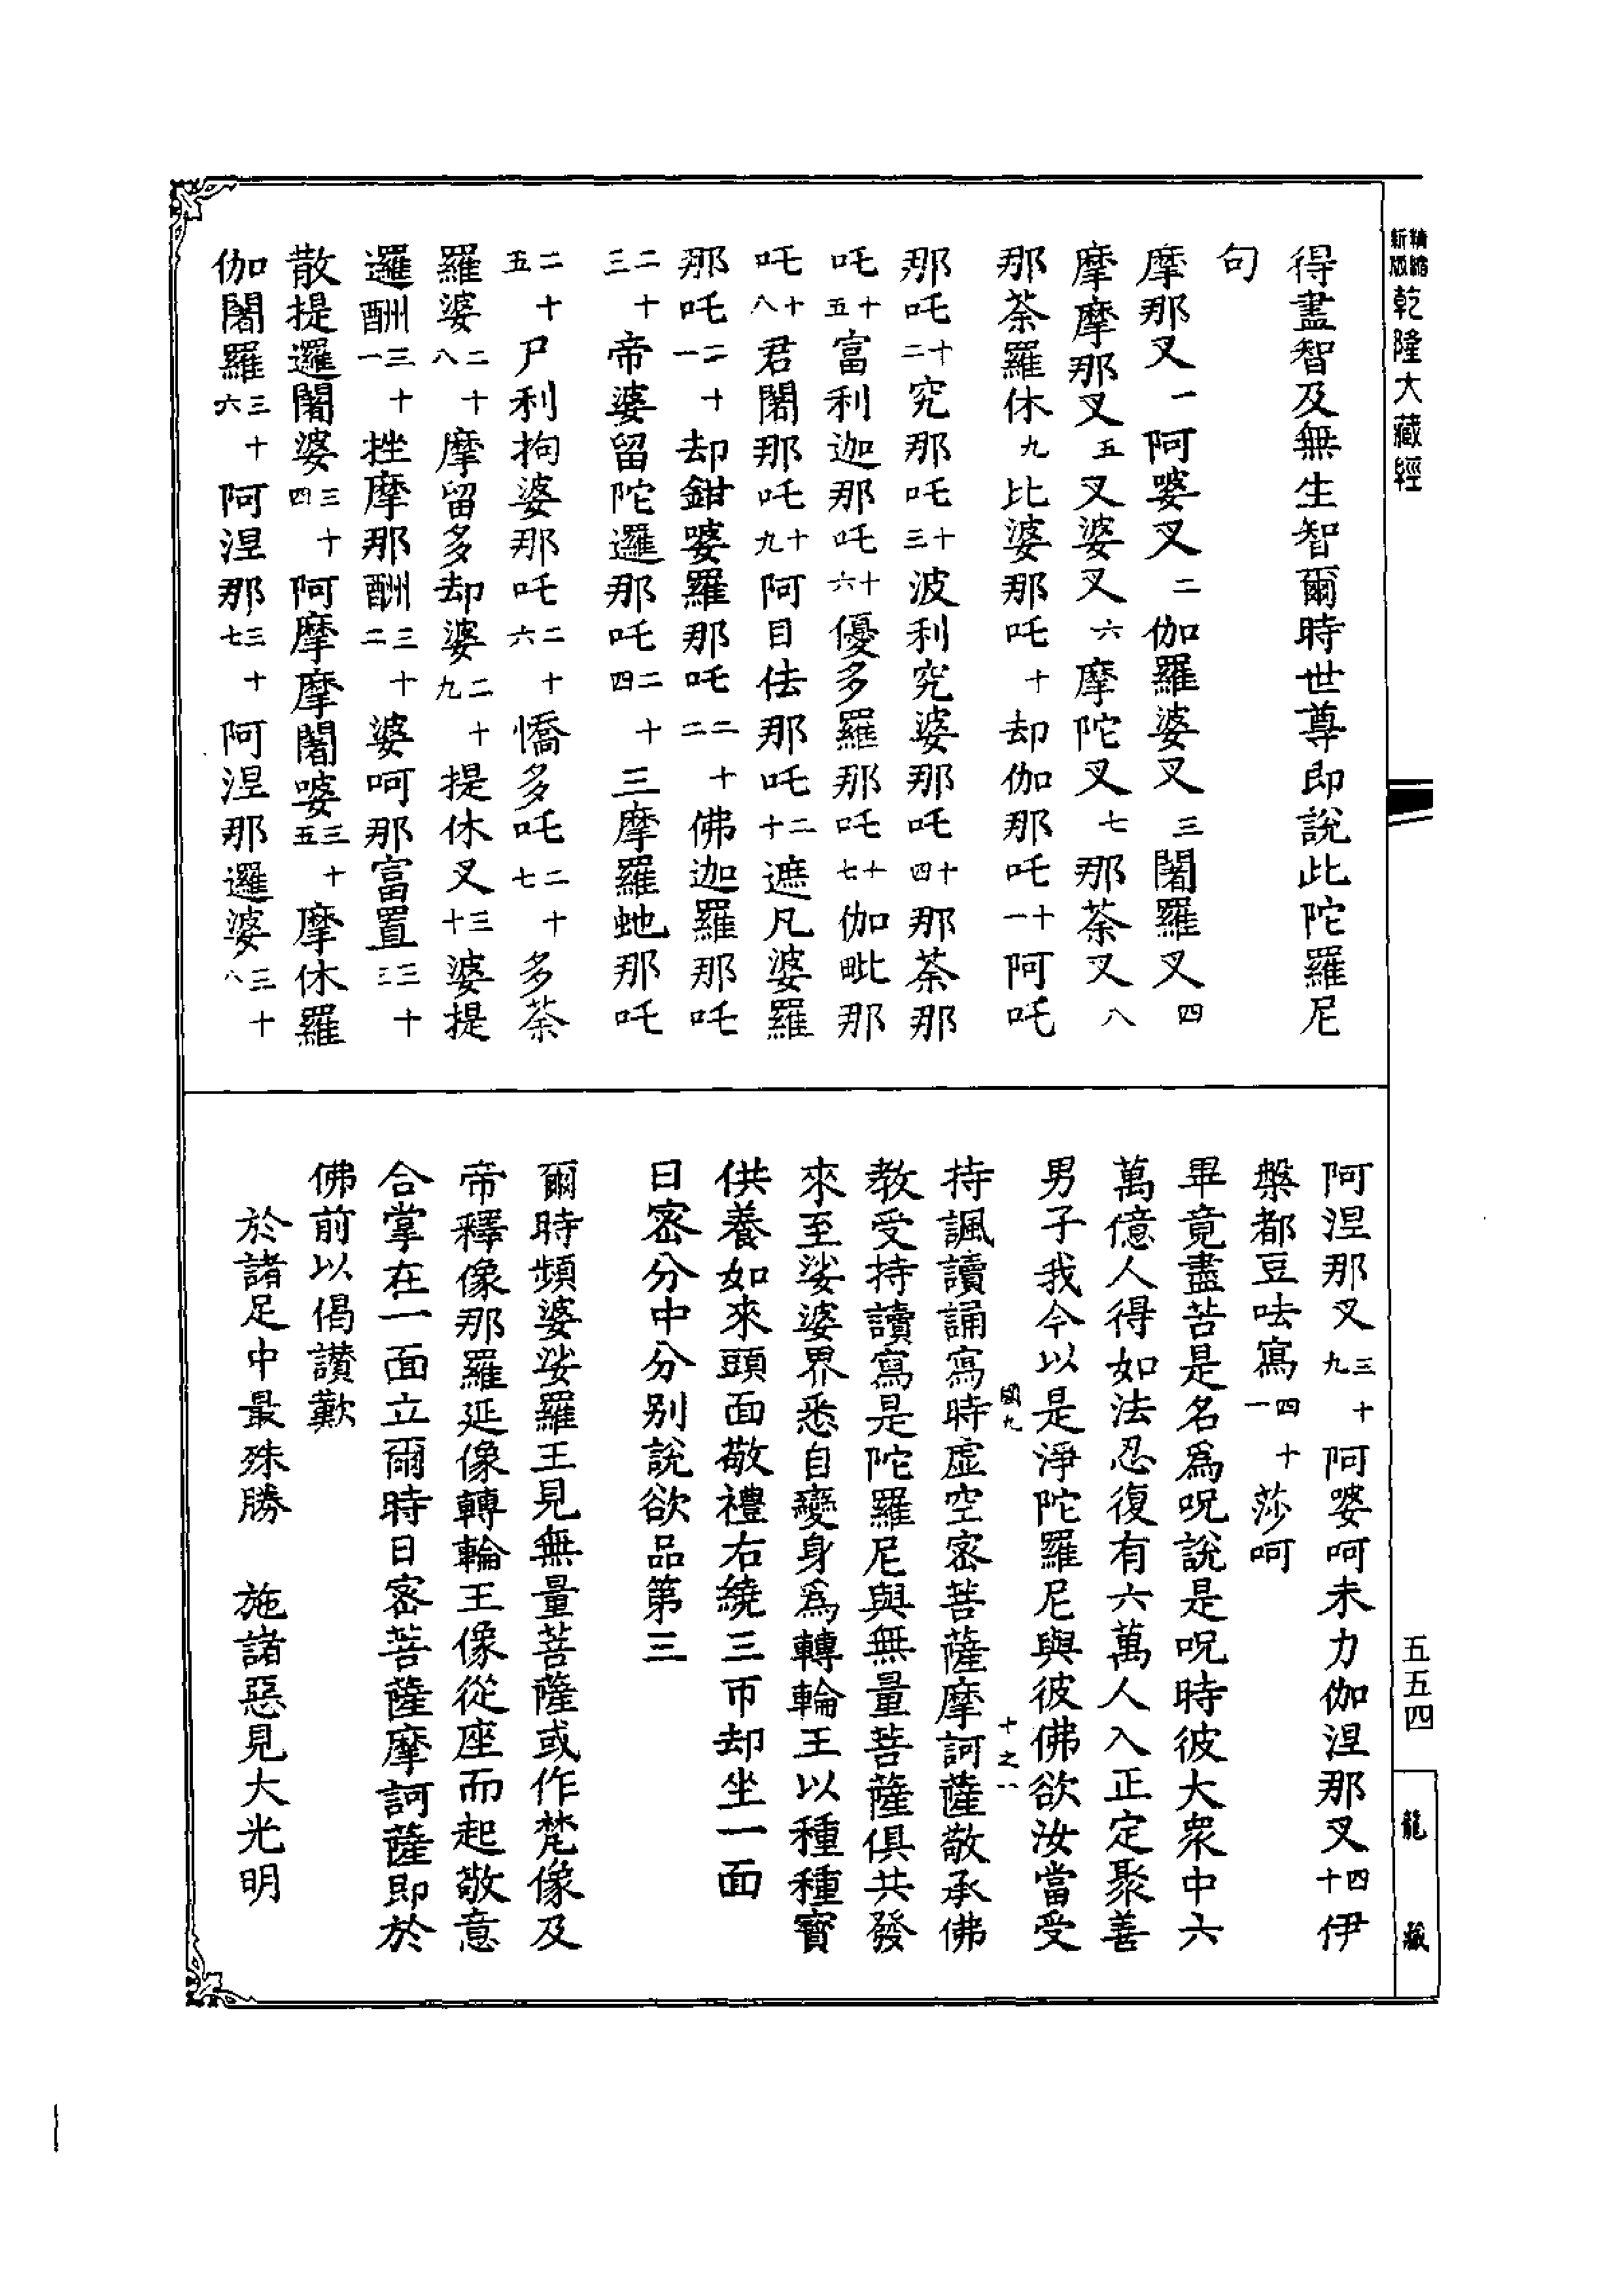 精縮新版乾隆大藏經
得盡智及無生智爾時世尊即說此陀羅尼
句
摩那叉一阿婆叉二伽羅婆叉三闍羅叉四
摩摩那叉五叉婆叉六摩陀叉七那荼叉八
那荼羅休九比婆那吒十却伽那吒十一阿吒
那吒十二究那吒十三波利究婆那吒十四那荼那
吒十五富利迦那吒十六優多羅那吒十七伽毗那
吒十八君闍那吒十九阿目佉那吒二十遮凡婆羅
那吒二十一却鉗婆羅那吒二十二佛迦羅那吒
二十三帝婆留陀邏那吒二十四三摩羅虵那吒
二十五尸利拘婆那吒二十六憍多吒二十七多荼
羅婆二十八摩留多却婆二十九提休叉三十婆提
邏酬三十一挫摩那酬三十二婆呵那富置三十三
散提邏闍婆三十四阿摩摩闍婆三十五摩休羅
伽闍羅三十六阿涅那三十七阿涅那邏婆三十八
阿涅那叉三十九阿婆呵未力伽涅那叉四十伊
槃都豆呿寫四十一莎呵
畢竟盡苦是名爲呪說是呪時彼大衆中六
萬億人得如法忍復有六萬人入正定聚善
男子我今以是淨陀羅尼與彼佛欲汝當受
國九 十之八
持諷讀誦寫時虛空密菩薩摩訶薩敬承佛
教受持讀寫是陀羅尼與無量菩薩俱共發
來至娑婆界悉自變身爲轉輪王以種種寶
供養如來頭面敬禮右繞三帀却坐一面
日密分中分別說欲品第三
爾時頻婆娑羅王見無量菩薩或作梵像及
帝釋像那羅延像轉輪王像從座而起敬意
合掌在一面立爾時日密菩薩摩訶薩即於
佛前以偈讚歎
於諸足中最殊勝　施諸惡見大光明
五五四
龍藏